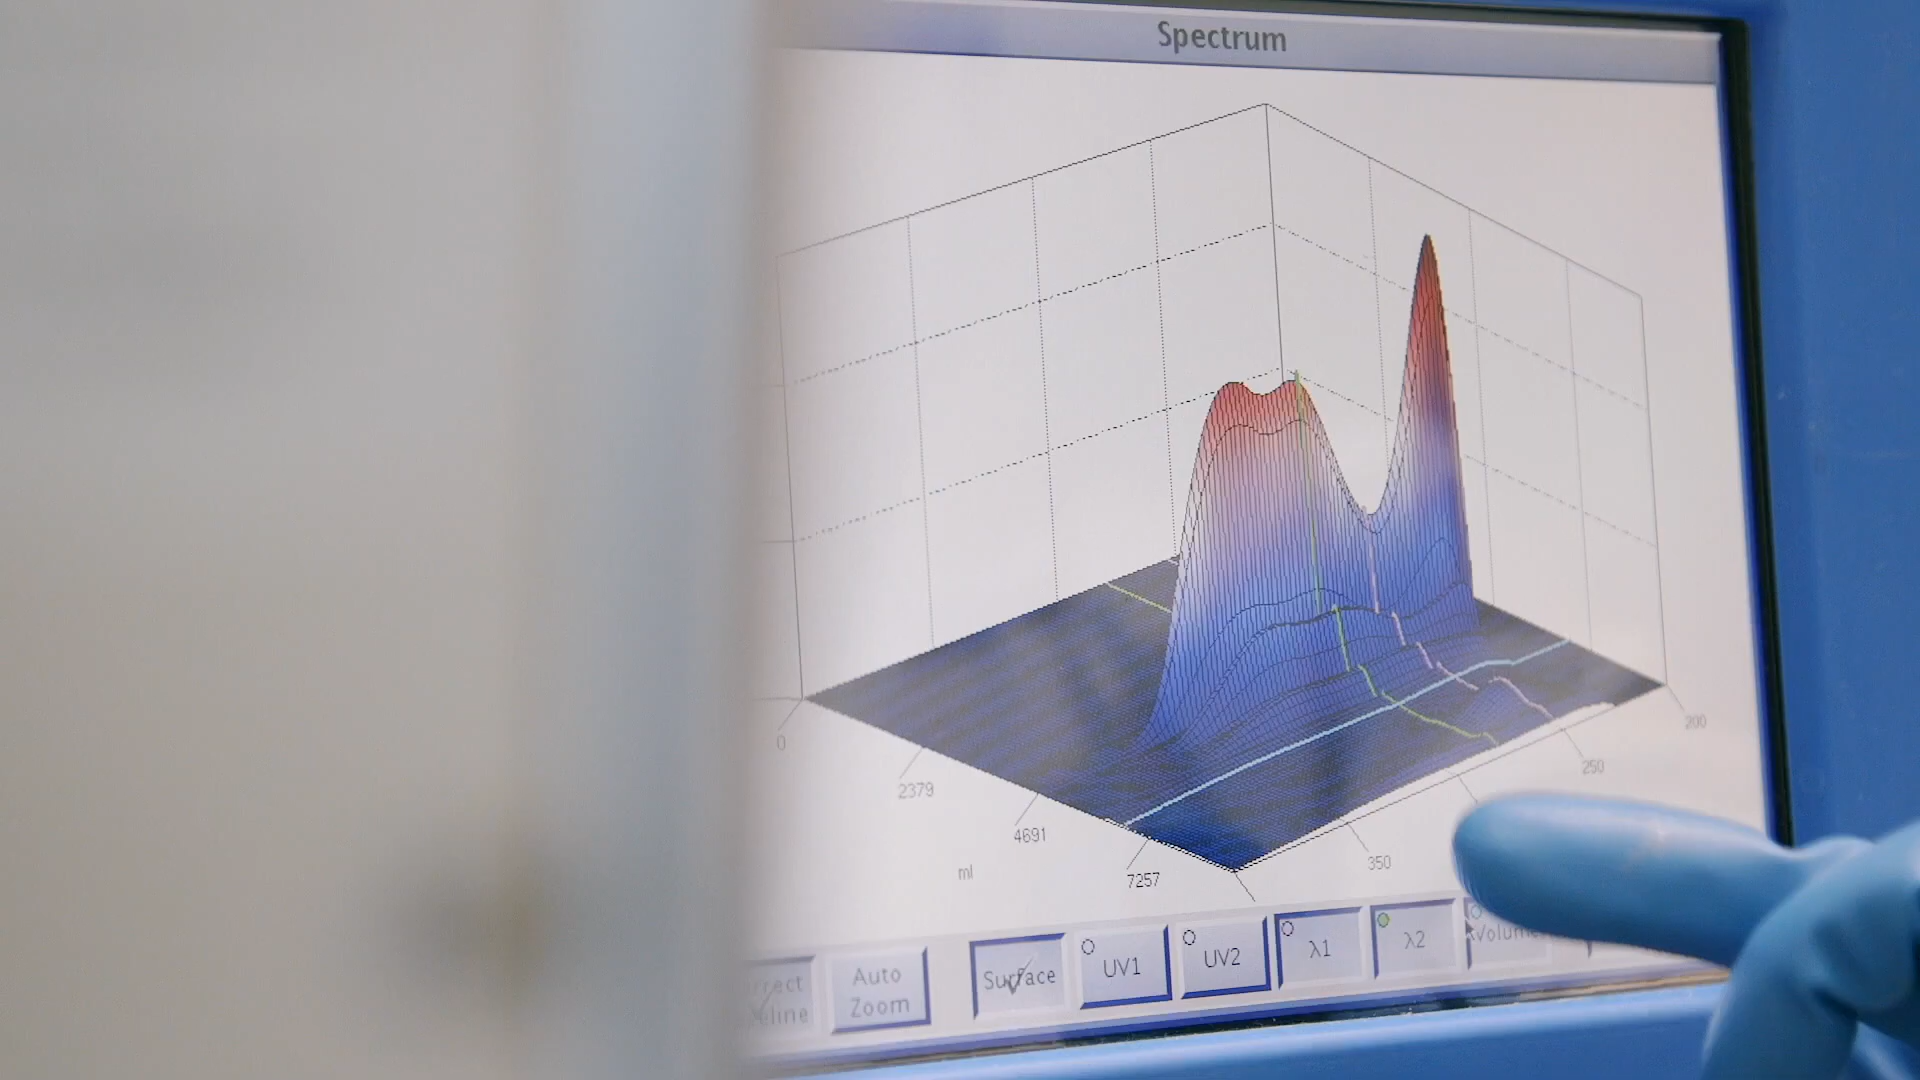 Spectrum
0
2379
4691
7257
ml
350
250
200
Auto
Zoom
Surface
UV1
UV2
λ1
λ2